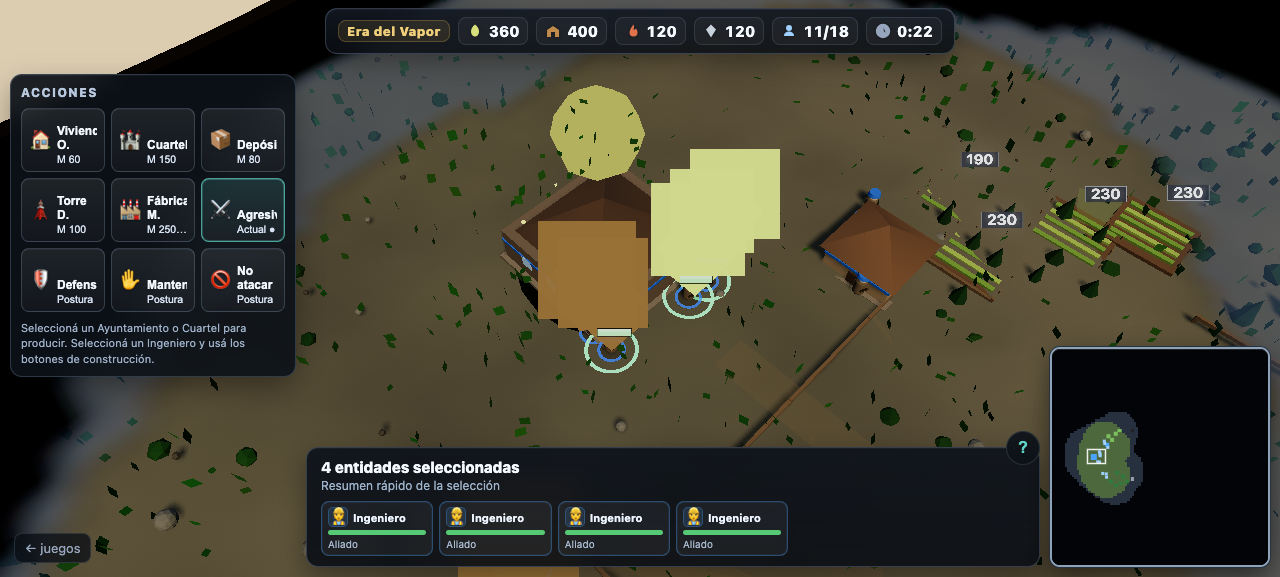 Era del Vapor 360 400 120 120 11/18 0:22
ACCIONES
Viviend
O.
M 60
Cuartel
M 150
Depósi
M 80
Torre
D.
M 100
Fábrica
M.
M 250...
Agresiv
Actual ●
Defens
Postura
Manten
Postura
No
atacar
Postura
Seleccioná un Ayuntamiento o Cuartel para
producir. Seleccioná un Ingeniero y usá los
botones de construcción.
190
230
230
230
?
4 entidades seleccionadas
Resumen rápido de la selección
Ingeniero
Aliado
Ingeniero
Aliado
Ingeniero
Aliado
Ingeniero
Aliado
← juegos